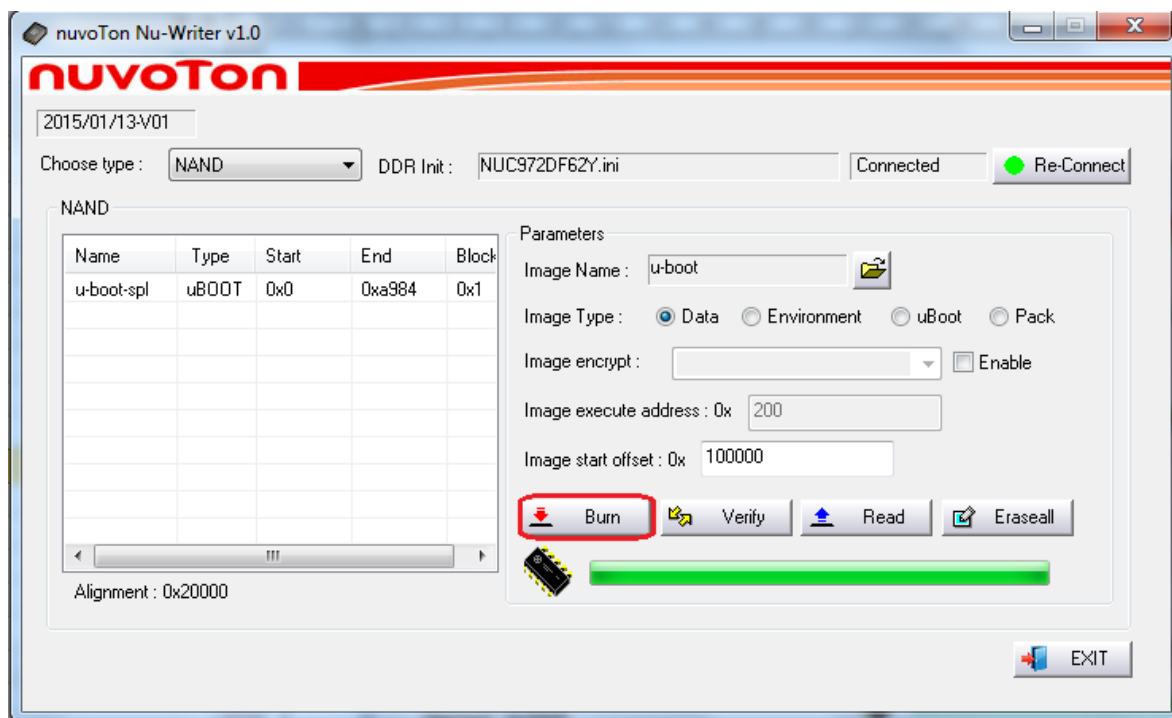 nuvoTon Nu-Writer v1.0
nuvoTon
2015/01/13-V01
Choose type : NAND DDR Init : NUC972DF62Y.ini Connected Re-Connect
NAND
Name Type Start End Block
u-boot-spl uBOOT 0x0 0xa984 0x1
Alignment : 0x20000
Parameters
Image Name : u-boot
Image Type : Data Environment uBoot Pack
Image encrypt : Enable
Image execute address : 0x 200
Image start offset : 0x 100000
Burn Verify Read Eraseall
EXIT